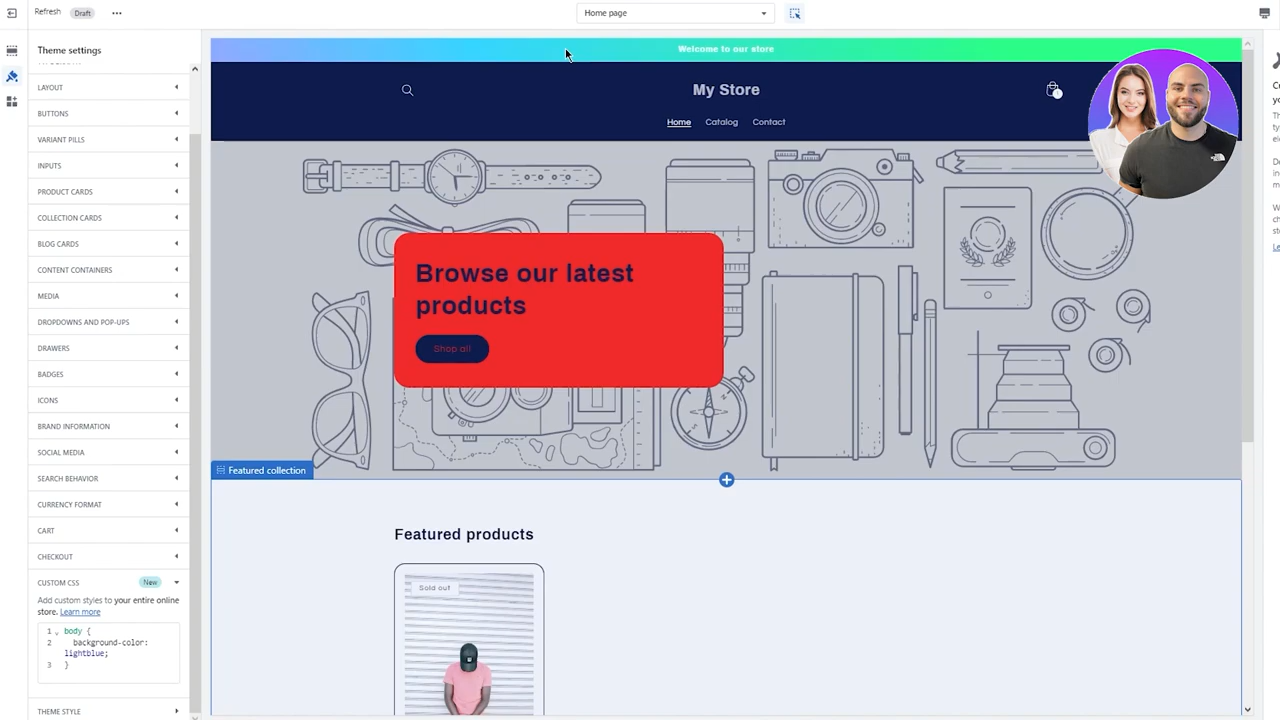 Refresh
Draft
Home page
Theme settings
LAYOUT
BUTTONS
VARIANT PILLS
INPUTS
PRODUCT CARDS
COLLECTION CARDS
BLOG CARDS
CONTENT CONTAINERS
MEDIA
DROPDOWNS AND POP-UPS
DRAWERS
BADGES
ICONS
BRAND INFORMATION
SOCIAL MEDIA
SEARCH BEHAVIOR
CURRENCY FORMAT
CART
CHECKOUT
CUSTOM CSS New
Add custom styles to your entire online
store. Learn more
1 body {
2 background-color:
lightblue;
3 }
THEME STYLE
Welcome to our store
My Store
Home Catalog Contact
Browse our latest
products
Shop all
Featured collection
Featured products
Sold out